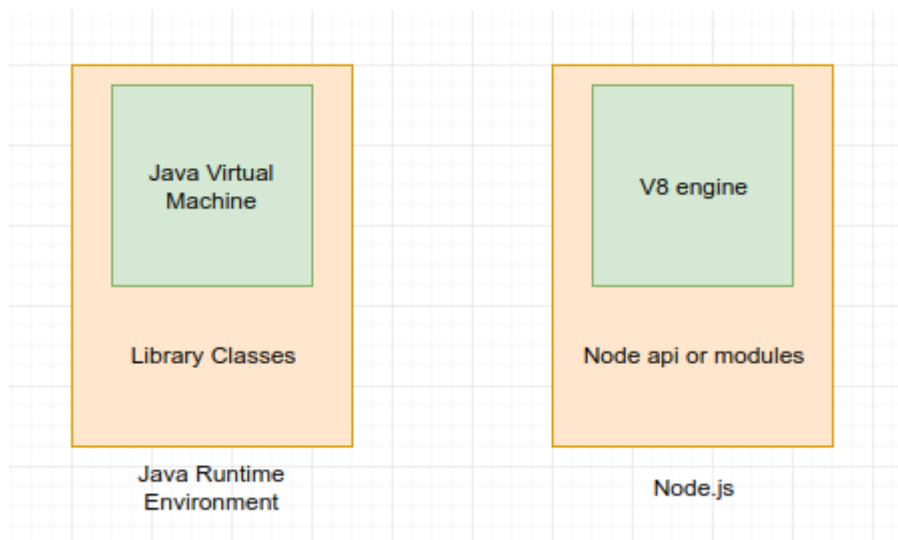 Java Virtual
Machine
Library Classes
Java Runtime
Environment
V8 engine
Node api or modules
Node.js